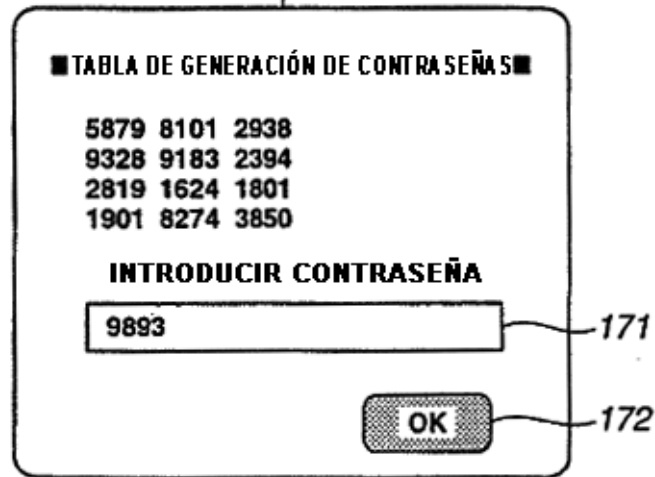 ■TABLA DE GENERACIÓN DE CONTRASEÑAS■
5879 8101 2938
9328 9183 2394
2819 1624 1801
1901 8274 3850
INTRODUCIR CONTRASEÑA
9893
171
OK
172